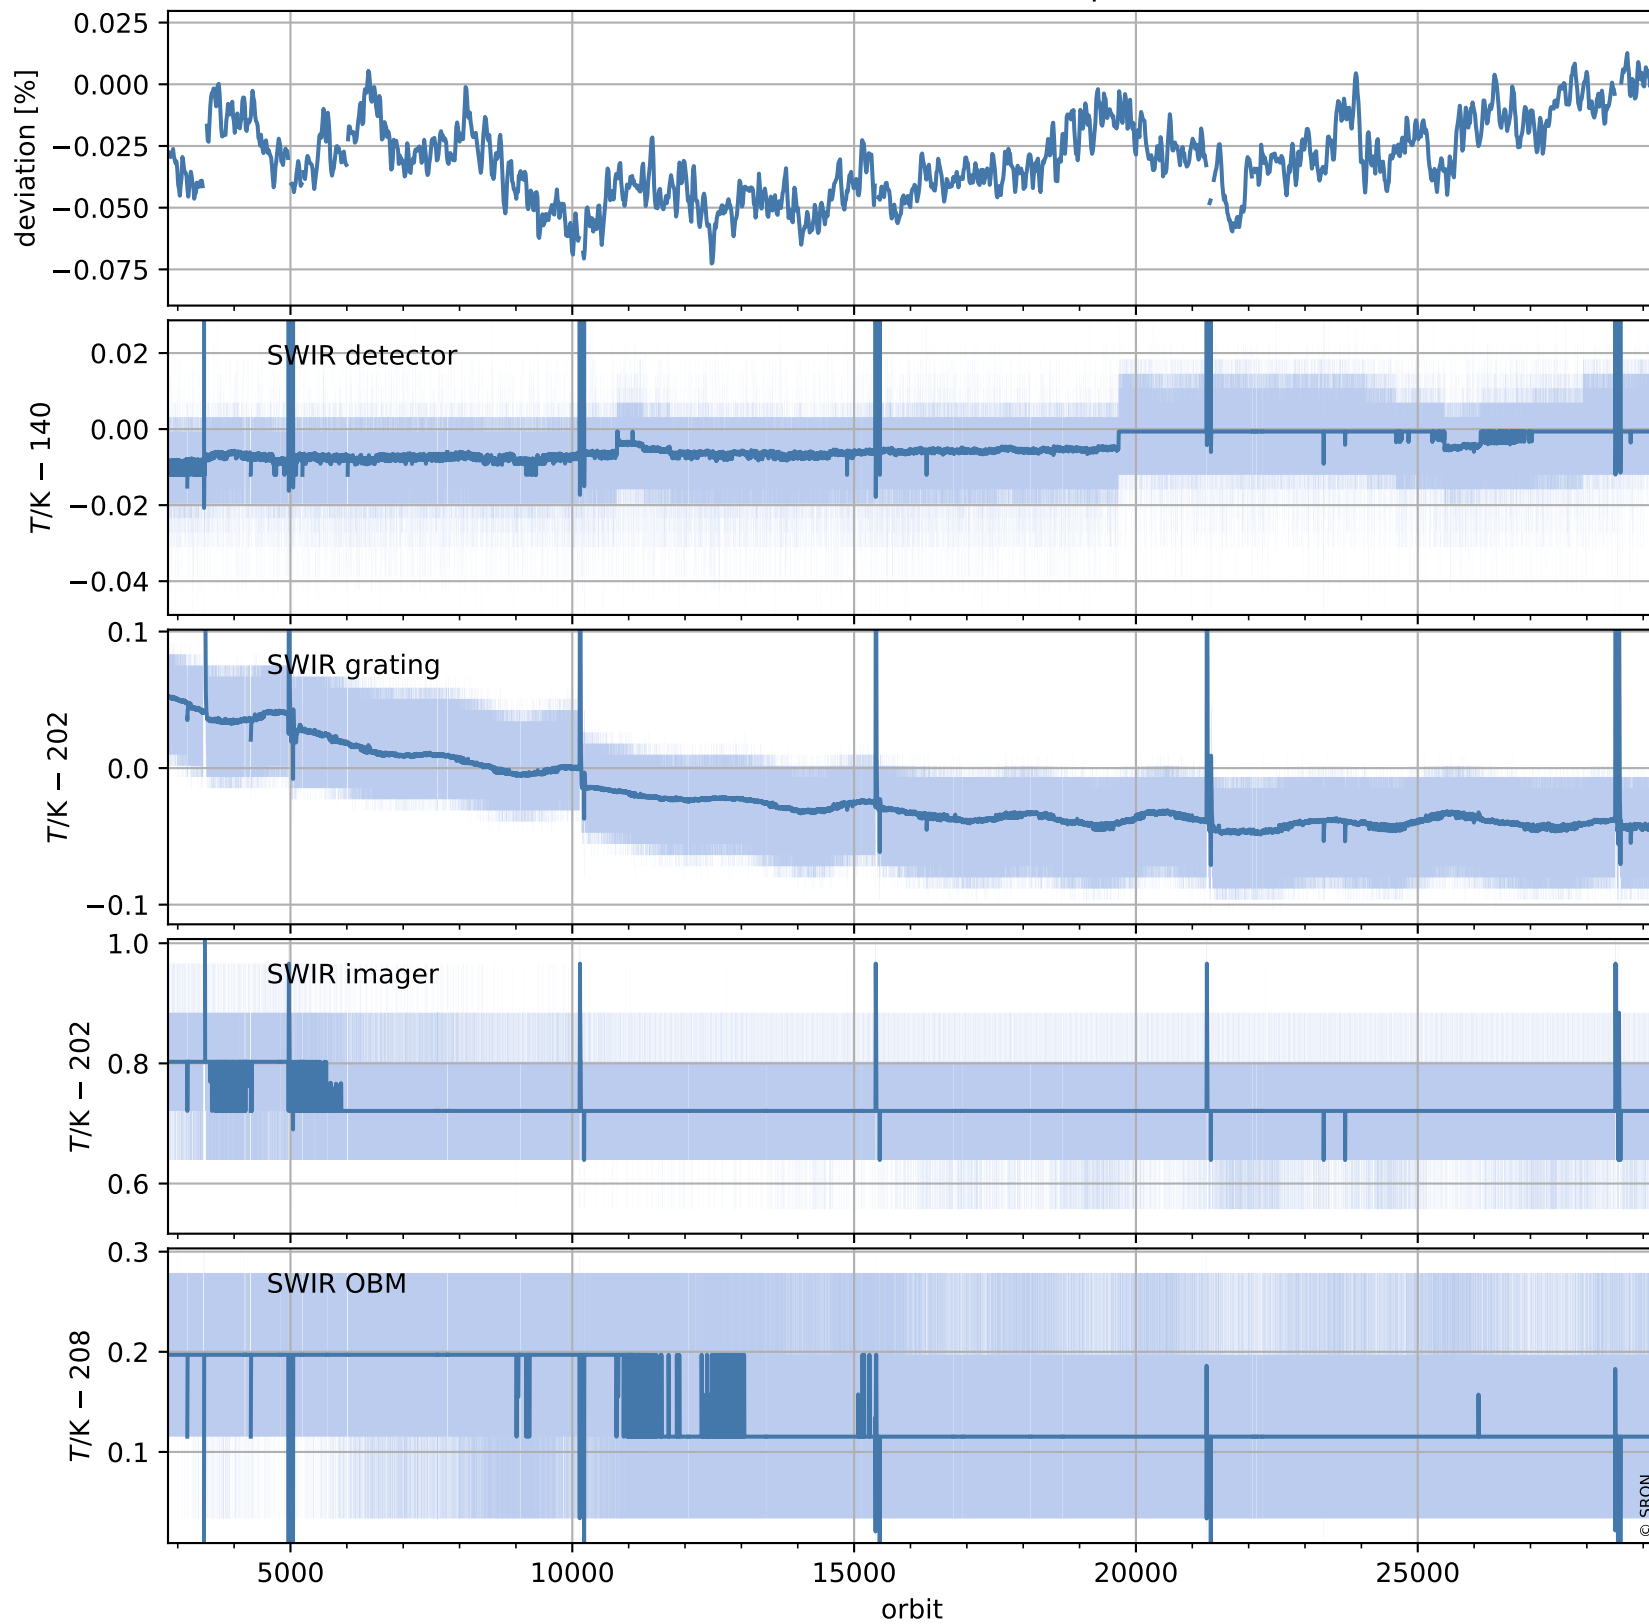 deviation [%]
0.025
0.000
−0.025
−0.050
−0.075
SWIR detector
T/K − 140
0.02
0.00
−0.02
−0.04
SWIR grating
T/K − 202
0.1
0.0
−0.1
SWIR imager
T/K − 202
1.0
0.8
0.6
SWIR OBM
T/K − 208
0.3
0.2
0.1
© SRON
5000 10000 15000 20000 25000
orbit